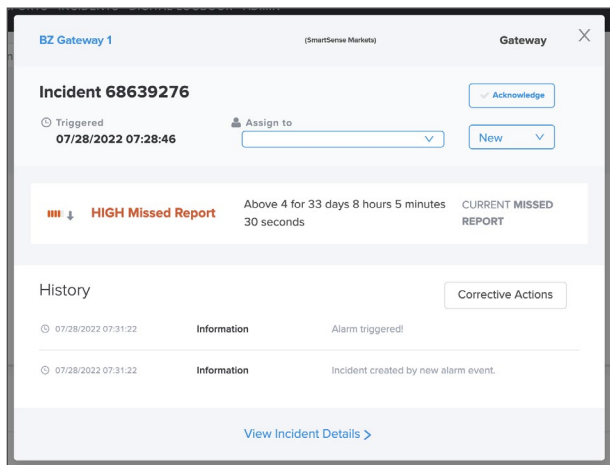 BZ Gateway 1
(SmartSense Markets)
Gateway
Incident 68639276
Acknowledge
Triggered
07/28/2022 07:28:46
Assign to
New
HIGH Missed Report
Above 4 for 33 days 8 hours 5 minutes
30 seconds
CURRENT MISSED
REPORT
History
Corrective Actions
07/28/2022 07:31:22 Information Alarm triggered!
07/28/2022 07:31:22 Information Incident created by new alarm event.
View Incident Details >